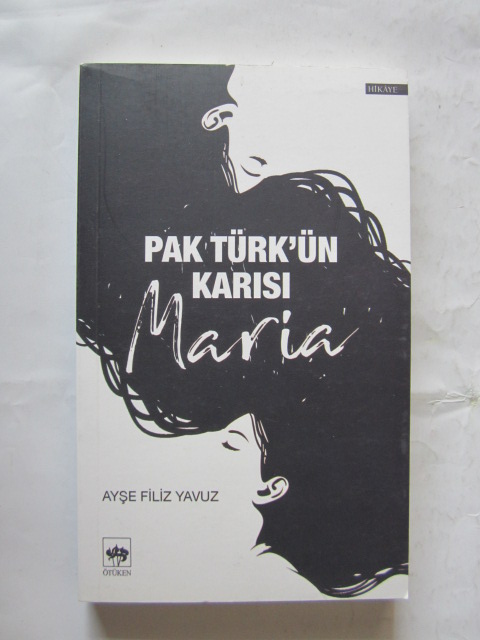 HİKAYE
PAK TÜRK'ÜN
KARISI
Maria
AYŞE FİLİZ YAVUZ
ÖTÜKEN